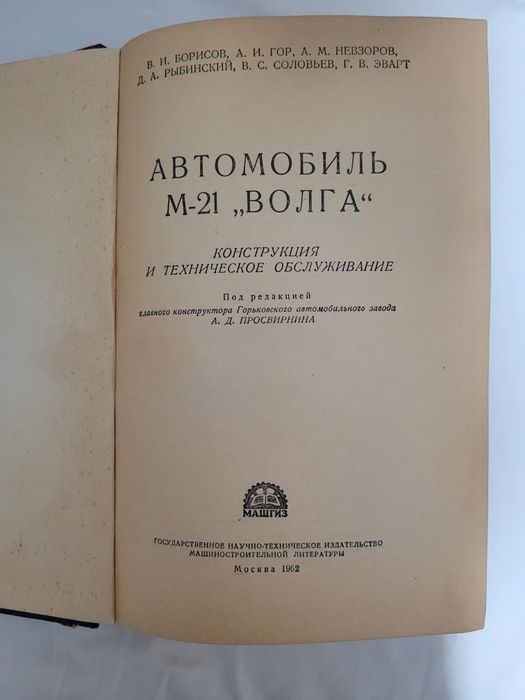 В. И. БОРИСОВ, А. И. ГОР, А. М. НЕВЗОРОВ,
Д. А. РЫБИНСКИЙ, В. С. СОЛОВЬЕВ, Г. В. ЭВАРТ
АВТОМОБИЛЬ
М-21 „ВОЛГА“
КОНСТРУКЦИЯ
И ТЕХНИЧЕСКОЕ ОБСЛУЖИВАНИЕ
Под редакцией
главного конструктора Горьковского автомобильного завода
А. Д. ПРОСВИРНИНА
МАШГИЗ
ГОСУДАРСТВЕННОЕ НАУЧНО-ТЕХНИЧЕСКОЕ ИЗДАТЕЛЬСТВО
МАШИНОСТРОИТЕЛЬНОЙ ЛИТЕРАТУРЫ
Москва 1962